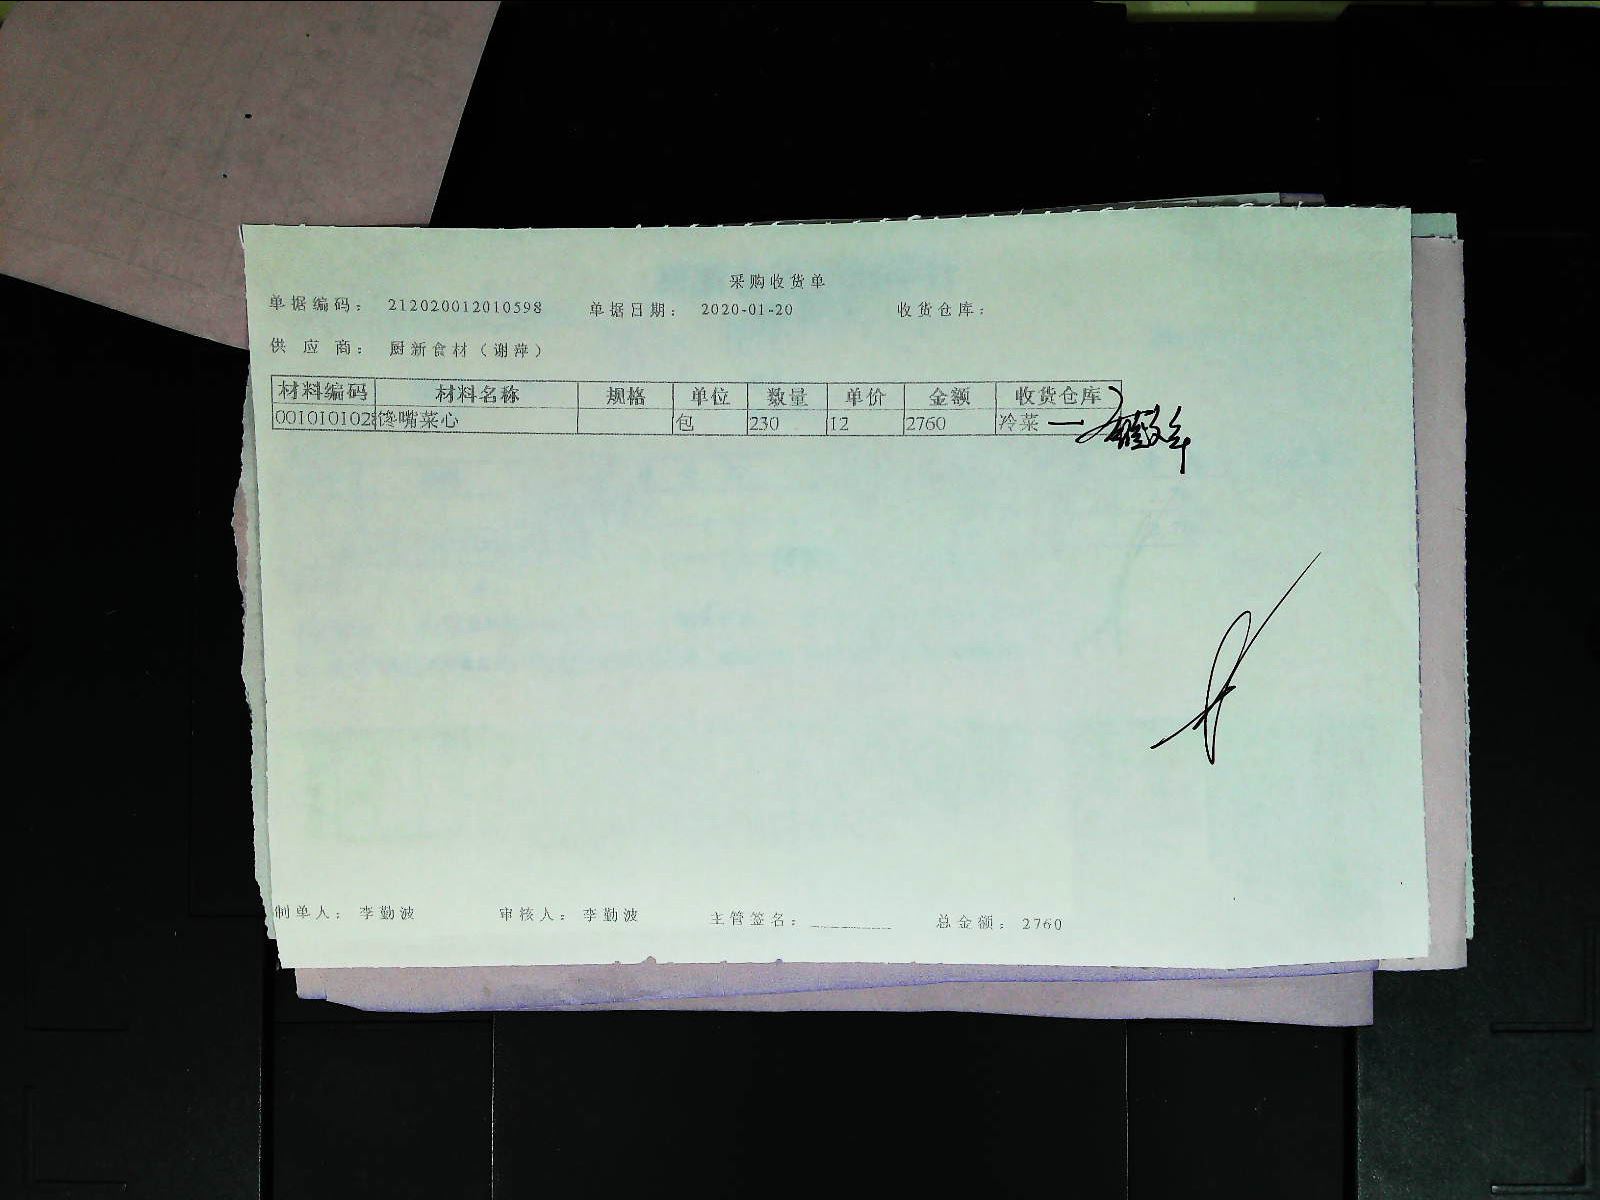 采购收货单
单据编码： 212020012010598 单据日期： 2020-01-20 收货仓库：
供 应 商： 厨新食材（谢萍）
材料编码 材料名称 规格 单位 数量 单价 金额 收货仓库
001010102 馋嘴菜心 包 230 12 2760 冷菜
制单人： 李勤波 审核人： 李勤波 主管签名： 总金额： 2760